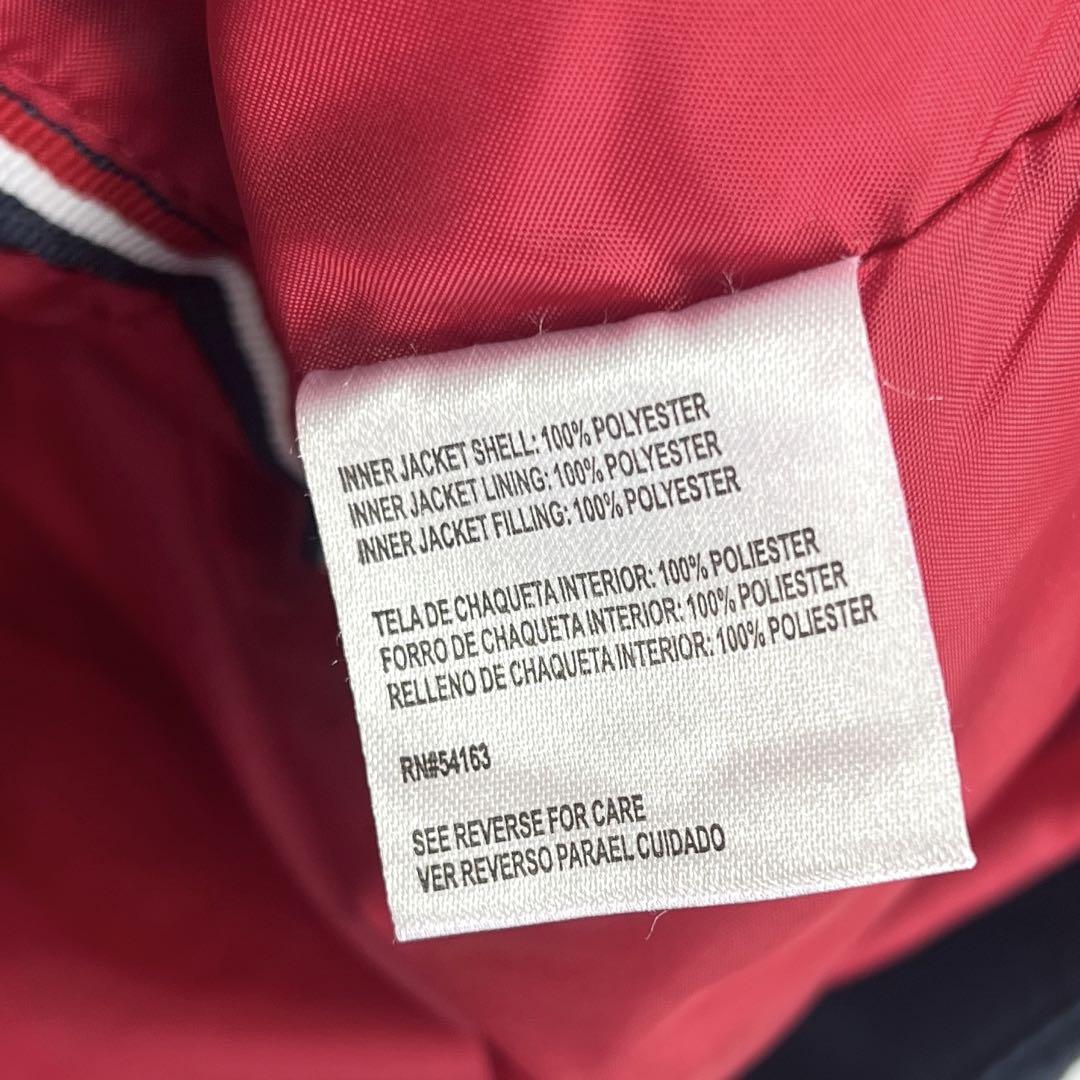 INNER JACKET SHELL: 100% POLYESTER
INNER JACKET LINING: 100% POLYESTER
INNER JACKET FILLING: 100% POLYESTER
TELA DE CHAQUETA INTERIOR: 100% POLIESTER
FORRO DE CHAQUETA INTERIOR: 100% POLIESTER
RELLENO DE CHAQUETA INTERIOR: 100% POLIESTER
RN#54163
SEE REVERSE FOR CARE
VER REVERSO PARAEL CUIDADO